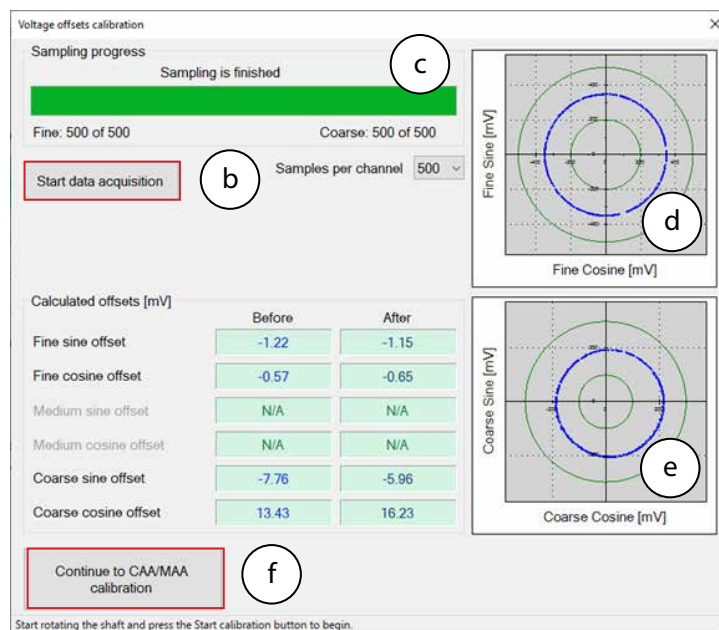 Voltage offsets calibration
Sampling progress
c
Sampling is finished
Fine: 500 of 500 Coarse: 500 of 500
Start data acquisition
b
Samples per channel 500
Fine Sine [mV]
d
Fine Cosine [mV]
Calculated offsets [mV]
Before After
Fine sine offset -1.22 -1.15
Fine cosine offset -0.57 -0.65
Medium sine offset N/A N/A
Medium cosine offset N/A N/A
Coarse sine offset -7.76 -5.96
Coarse cosine offset 13.43 16.23
Coarse Sine [mV]
e
Coarse Cosine [mV]
Continue to CAA/MAA
calibration
f
Start rotating the shaft and press the Start calibration button to begin.